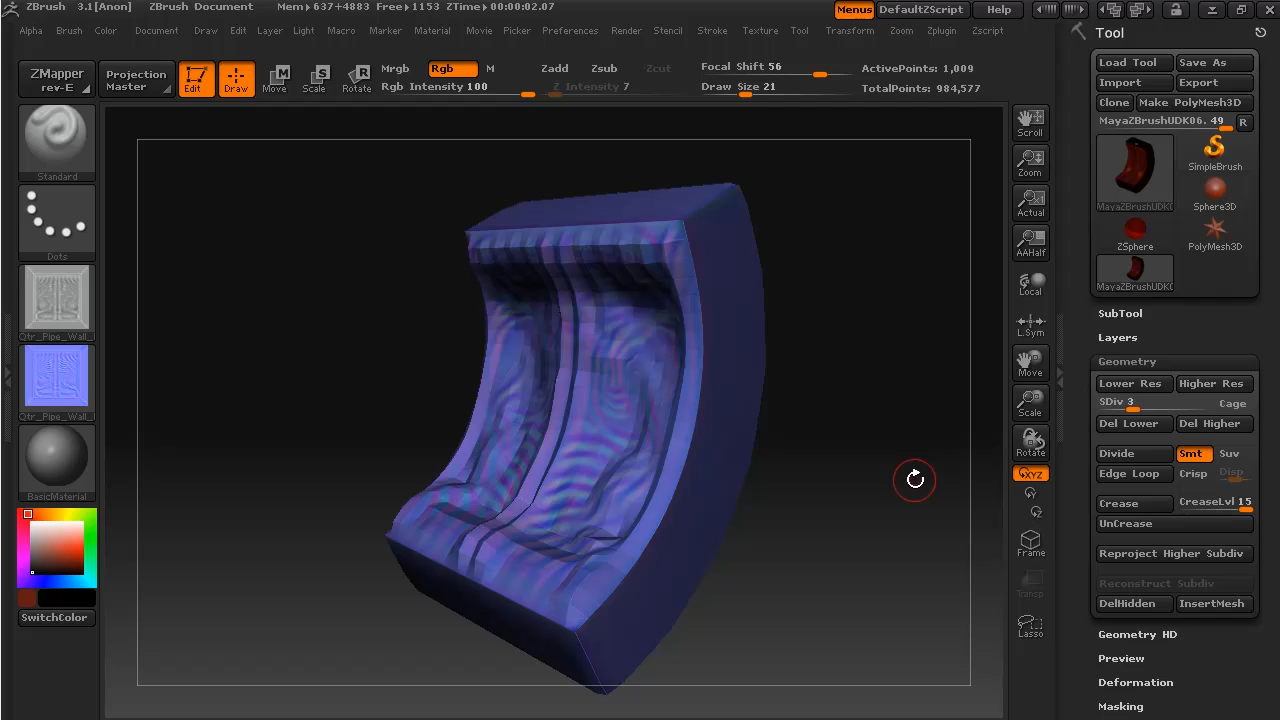 ZBrush 3.1[Anon] ZBrush Document Mem▸637+4883 Free▸1153 ZTime▸00:00:02.07 Menus DefaultZScript Help
Alpha Brush Color Document Draw Edit Layer Light Macro Marker Material Movie Picker Preferences Render Stencil Stroke Texture Tool Transform Zoom Zplugin Zscript
Tool
ZMapper
rev-E
Projection
Master
Edit
Draw
Move
Scale
Rotate
Mrgb
Rgb
M
Rgb Intensity 100
Zadd
Zsub
Zcut
Z Intensity 7
Focal Shift 56
Draw Size 21
ActivePoints: 1,009
TotalPoints: 984,577
Standard
Dots
Qtr_Pipe_Wall_
Qtr_Pipe_Wall_
BasicMaterial
SwitchColor
Scroll
Zoom
Actual
AAHalf
Local
L.Sym
Move
Scale
Rotate
XYZ
Y
Z
Frame
Transp
Lasso
Load Tool Save As
Import Export
Clone Make PolyMesh3D
MayaZBrushUDK06. 49 R
SimpleBrush
MayaZBrushUDK0 Sphere3D
ZSphere PolyMesh3D
MayaZBrushUDK0
SubTool
Layers
Geometry
Lower Res Higher Res
SDiv 3 Cage
Del Lower Del Higher
Divide Smt Suv
Edge Loop Crisp Disp
Crease CreaseLvl 15
UnCrease
Reproject Higher Subdiv
Reconstruct Subdiv
DelHidden InsertMesh
Geometry HD
Preview
Deformation
Masking